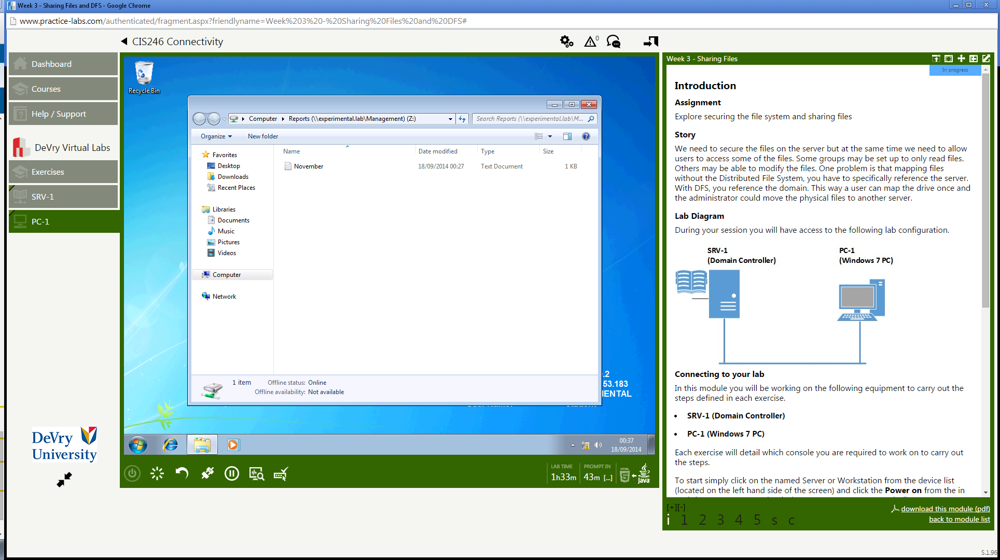 Week 3 - Sharing Files and DFS - Google Chrome
www.practice-labs.com/authenticated/fragment.aspx?friendlyname=Week%203%20-%20Sharing%20Files%20and%20DFS#
CIS246 Connectivity
0
Dashboard
Courses
Help / Support
DeVry Virtual Labs
Exercises
SRV-1
PC-1
DeVry
University
Recycle Bin
Computer
Reports (\\experimental.lab\Management) (Z:)
Search Reports (\\experimental.lab\M...
Organize
New folder
Favorites
Desktop
Downloads
Recent Places
Libraries
Documents
Music
Pictures
Videos
Computer
Network
Name Date modified Type Size
November 18/09/2014 00:27 Text Document 1 KB
1 item Offline status: Online
Offline availability: Not available
.2
53.183
IENTAL
00:37
18/09/2014
LAB TIME
1h33m
PROMPT IN
43m [...]
HTML
5
Java
Week 3 - Sharing Files
In progress
Introduction
Assignment
Explore securing the file system and sharing files
Story
We need to secure the files on the server but at the same time we need to allow
users to access some of the files. Some groups may be set up to only read files.
Others may be able to modify the files. One problem is that mapping files
without the Distributed File System, you have to specifically reference the server.
With DFS, you reference the domain. This way a user can map the drive once and
the administrator could move the physical files to another server.
Lab Diagram
During your session you will have access to the following lab configuration.
SRV-1
(Domain Controller)
PC-1
(Windows 7 PC)
Connecting to your lab
In this module you will be working on the following equipment to carry out the
steps defined in each exercise.
• SRV-1 (Domain Controller)
• PC-1 (Windows 7 PC)
Each exercise will detail which console you are required to work on to carry out
the steps.
To start simply click on the named Server or Workstation from the device list
(located on the left hand side of the screen) and click the Power on from the in
[+][-]
i 1 2 3 4 5 s c
download this module (pdf)
back to module list
S.1.96